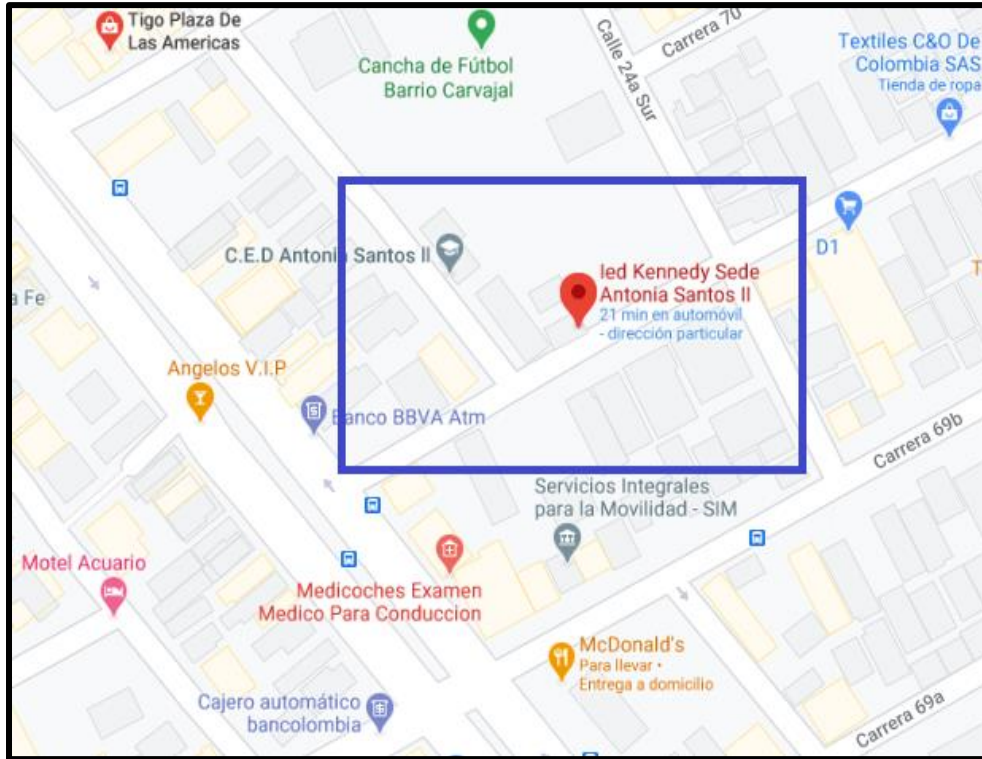 Tigo Plaza De
Las Americas
Cancha de Fútbol
Barrio Carvajal
Calle 24a Sur
Carrera 70
Textiles C&O De
Colombia SAS
Tienda de ropa
C.E.D Antonia Santos II
Ied Kennedy Sede
Antonia Santos II
21 min en automóvil
- dirección particular
D1
T
a Fe
Angelos V.I.P
Banco BBVA Atm
Carrera 69b
Servicios Integrales
para la Movilidad - SIM
Motel Acuario
Medicoches Examen
Medico Para Conduccion
McDonald's
Para llevar •
Entrega a domicilio
Cajero automático
bancolombia
Carrera 69a